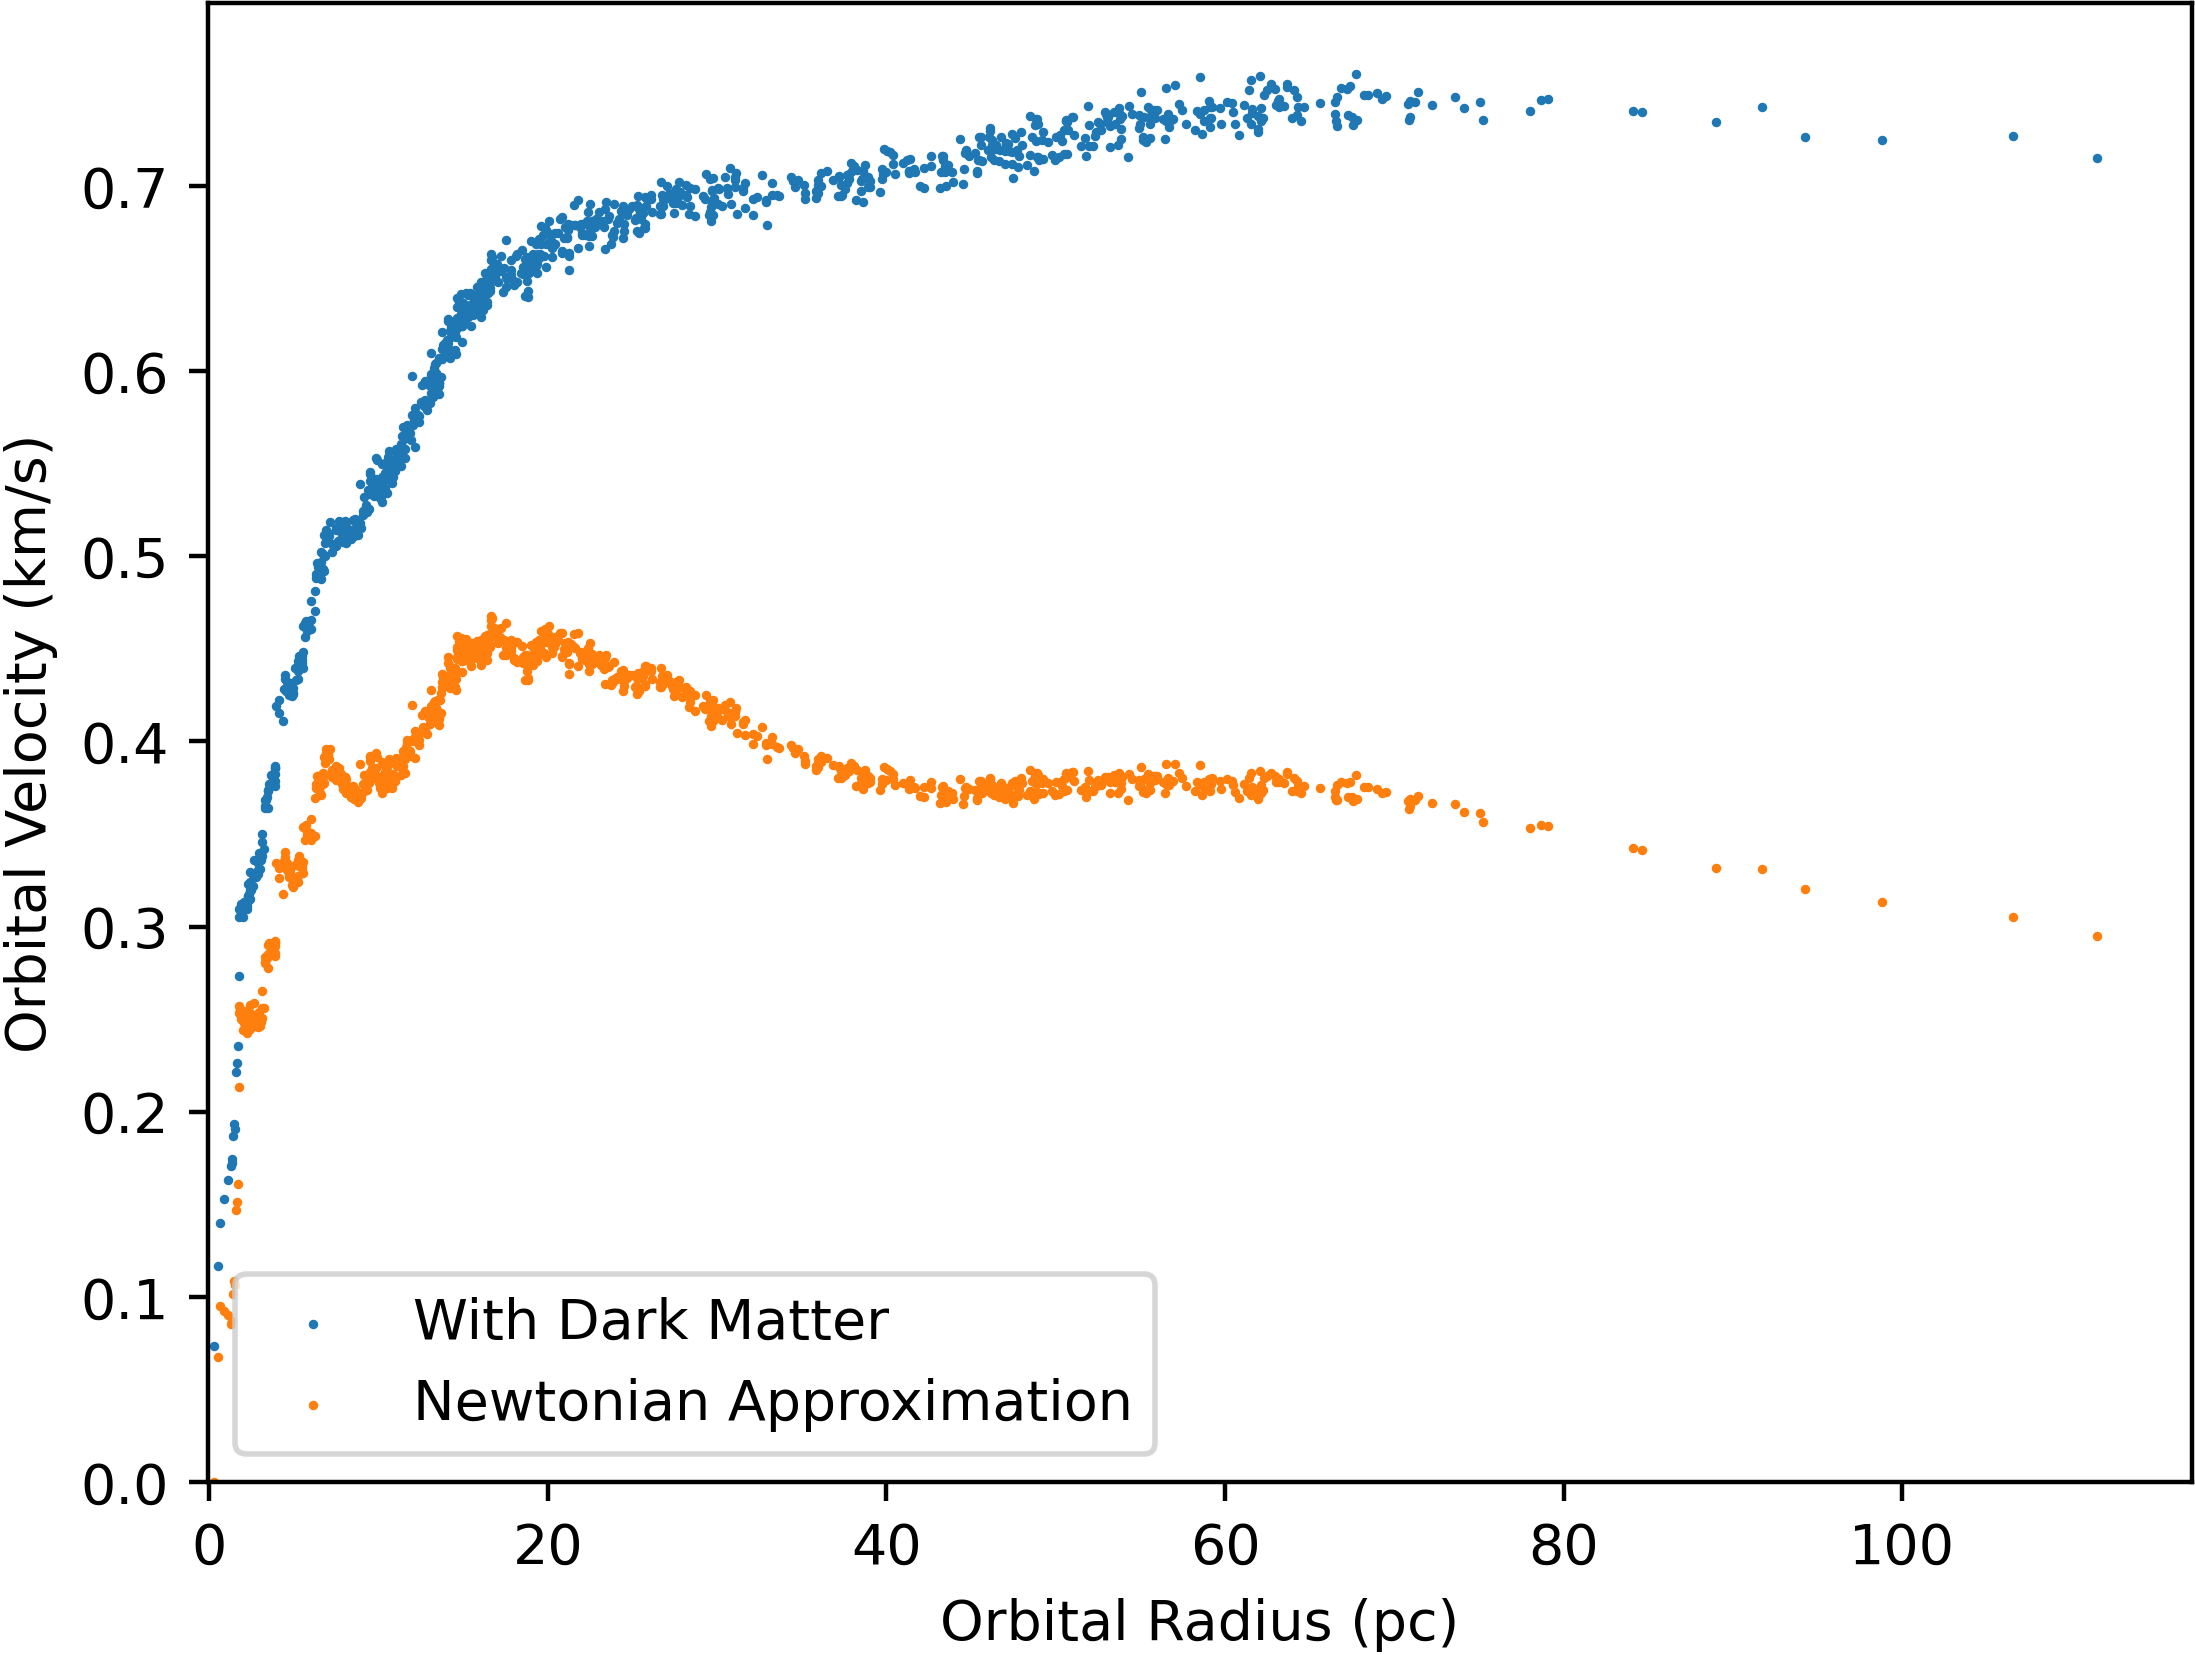 0.7
0.6
0.5
0.4
0.3
0.2
0.1
0.0
Orbital Velocity (km/s)
With Dark Matter
Newtonian Approximation
0 20 40 60 80 100
Orbital Radius (pc)